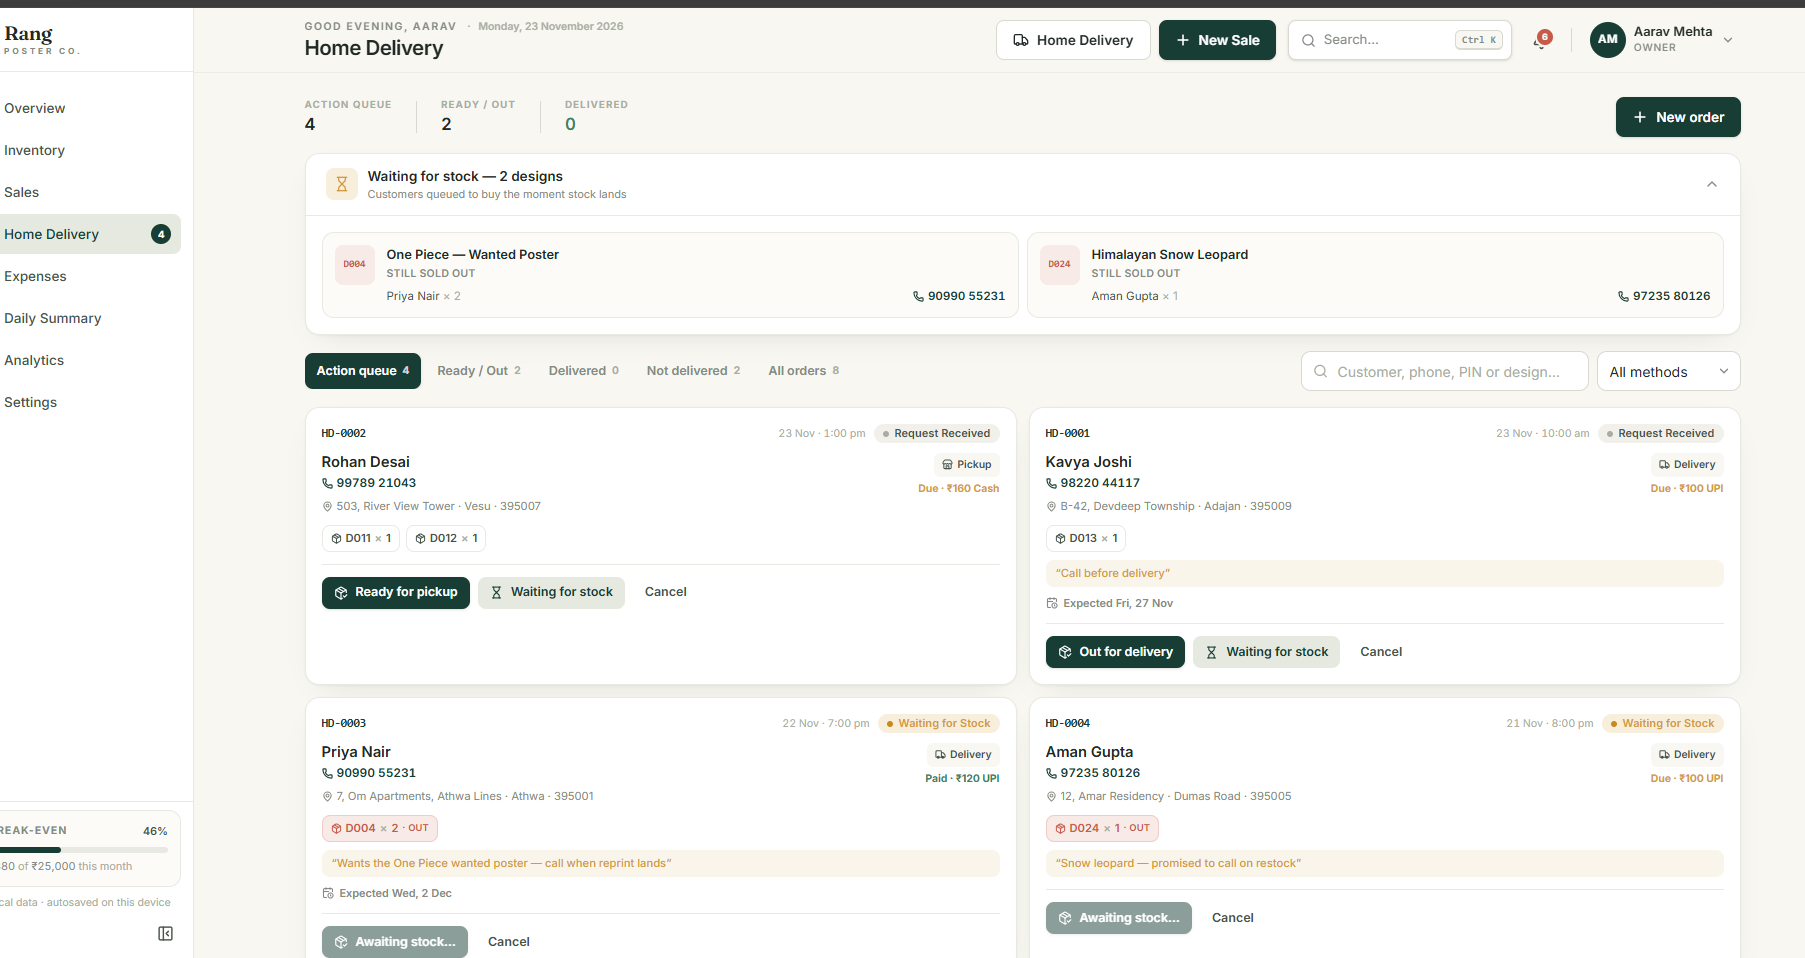 Rang
POSTER CO.
Overview
Inventory
Sales
Home Delivery 4
Expenses
Daily Summary
Analytics
Settings
REAK-EVEN 46%
80 of ₹25,000 this month
cal data · autosaved on this device
GOOD EVENING, AARAV · Monday, 23 November 2026
Home Delivery
Home Delivery
+ New Sale
Search...
Ctrl K
6
AM
Aarav Mehta
OWNER
ACTION QUEUE
4
READY / OUT
2
DELIVERED
0
+ New order
Waiting for stock — 2 designs
Customers queued to buy the moment stock lands
D004
One Piece — Wanted Poster
STILL SOLD OUT
Priya Nair × 2
90990 55231
D024
Himalayan Snow Leopard
STILL SOLD OUT
Aman Gupta × 1
97235 80126
Action queue 4
Ready / Out 2
Delivered 0
Not delivered 2
All orders 8
Customer, phone, PIN or design...
All methods
HD-0002
23 Nov · 1:00 pm
Request Received
Rohan Desai
Pickup
99789 21043
Due · ₹160 Cash
503, River View Tower · Vesu · 395007
D011 × 1
D012 × 1
Ready for pickup
Waiting for stock
Cancel
HD-0001
23 Nov · 10:00 am
Request Received
Kavya Joshi
Delivery
98220 44117
Due · ₹100 UPI
B-42, Devdeep Township · Adajan · 395009
D013 × 1
“Call before delivery”
Expected Fri, 27 Nov
Out for delivery
Waiting for stock
Cancel
HD-0003
22 Nov · 7:00 pm
Waiting for Stock
Priya Nair
Delivery
90990 55231
Paid · ₹120 UPI
7, Om Apartments, Athwa Lines · Athwa · 395001
D004 × 2 · OUT
“Wants the One Piece wanted poster — call when reprint lands”
Expected Wed, 2 Dec
Awaiting stock...
Cancel
HD-0004
21 Nov · 8:00 pm
Waiting for Stock
Aman Gupta
Delivery
97235 80126
Due · ₹100 UPI
12, Amar Residency · Dumas Road · 395005
D024 × 1 · OUT
“Snow leopard — promised to call on restock”
Awaiting stock...
Cancel